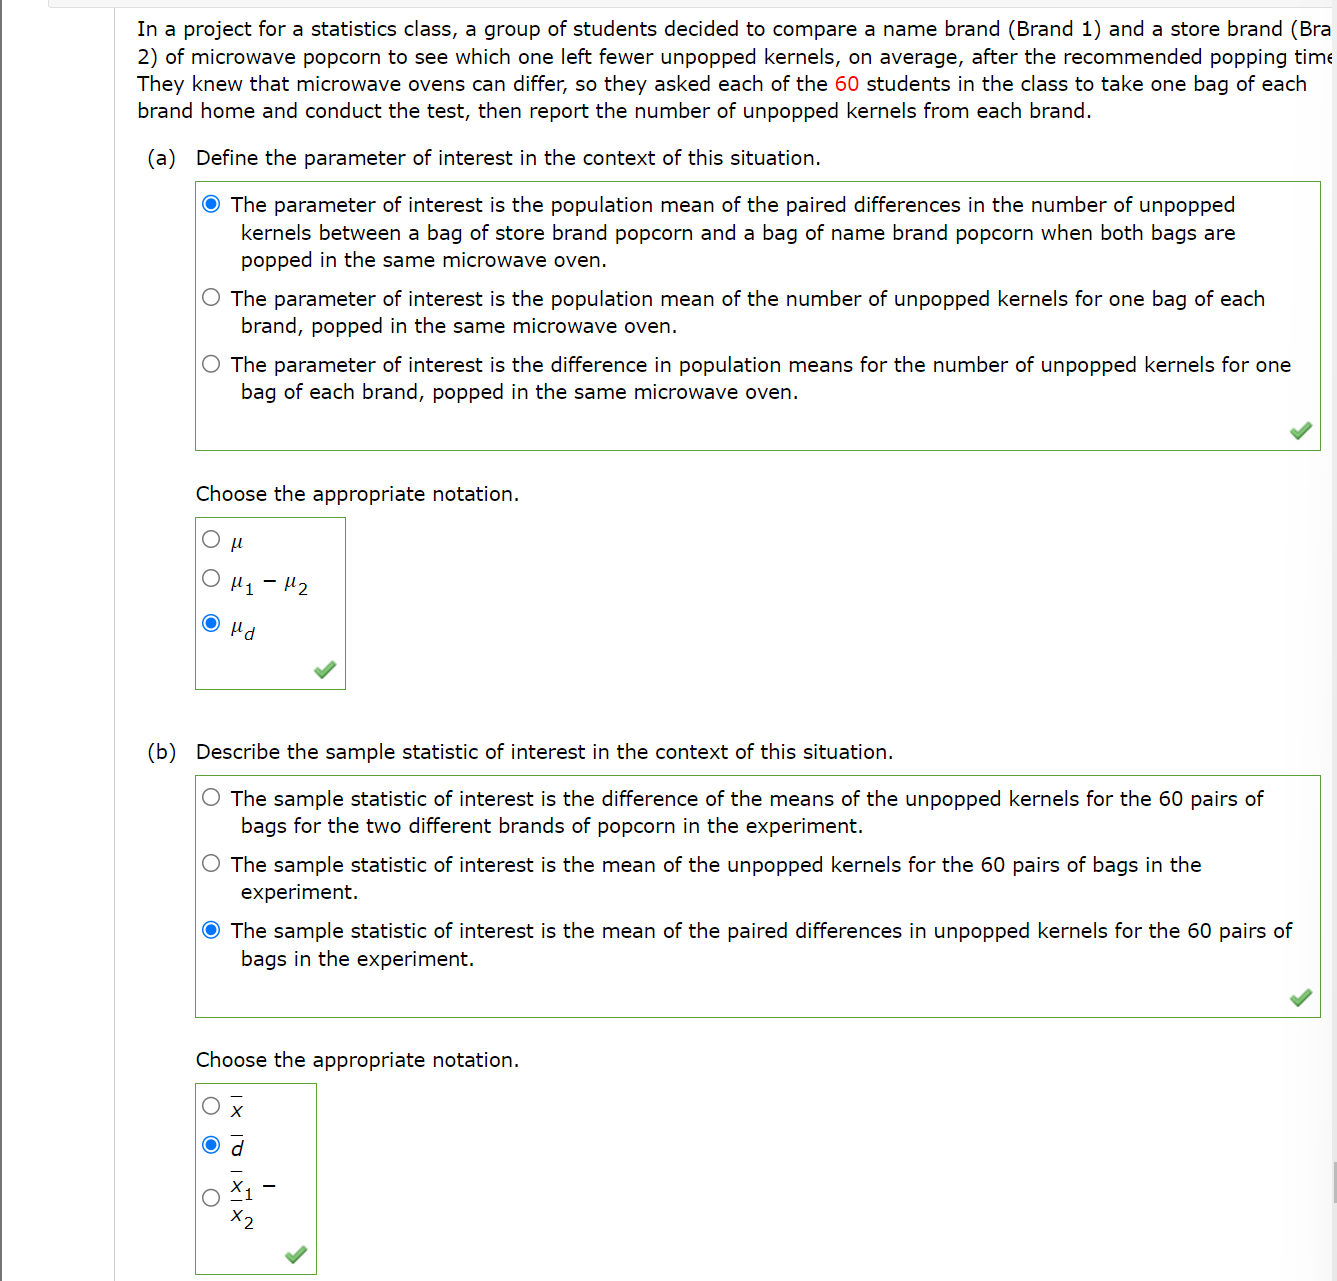 In a project for a statistics class, a group of students decided to compare a name brand (Brand 1) and a store brand (Bra
2) of microwave popcorn to see which one left fewer unpopped kernels, on average, after the recommended popping time
They knew that microwave ovens can differ, so they asked each of the 60 students in the class to take one bag of each
brand home and conduct the test, then report the number of unpopped kernels from each brand.
(a) Define the parameter of interest in the context of this situation.
The parameter of interest is the population mean of the paired differences in the number of unpopped
kernels between a bag of store brand popcorn and a bag of name brand popcorn when both bags are
popped in the same microwave oven.
The parameter of interest is the population mean of the number of unpopped kernels for one bag of each
brand, popped in the same microwave oven.
The parameter of interest is the difference in population means for the number of unpopped kernels for one
bag of each brand, popped in the same microwave oven.
Choose the appropriate notation.
μ
μ₁ − μ₂
μ_d
(b) Describe the sample statistic of interest in the context of this situation.
The sample statistic of interest is the difference of the means of the unpopped kernels for the 60 pairs of
bags for the two different brands of popcorn in the experiment.
The sample statistic of interest is the mean of the unpopped kernels for the 60 pairs of bags in the
experiment.
The sample statistic of interest is the mean of the paired differences in unpopped kernels for the 60 pairs of
bags in the experiment.
Choose the appropriate notation.
x̅
d̅
x̅₁ −
x̅₂